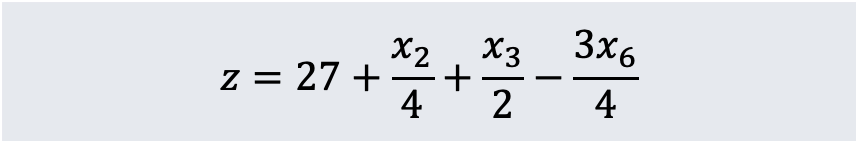 z = 27 + x₂/4 + x₃/2 − 3x₆/4